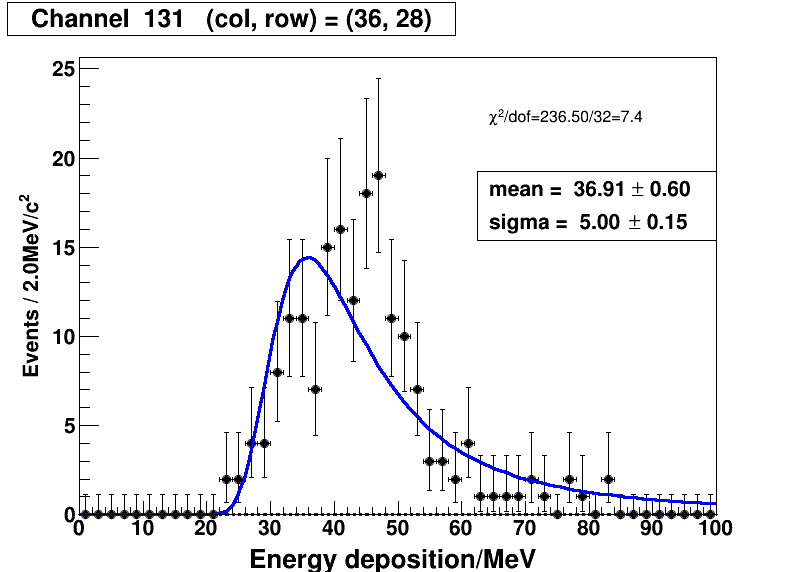 Channel 131 (col, row) = (36, 28)
χ²/dof=236.50/32=7.4
mean = 36.91 ± 0.60
sigma = 5.00 ± 0.15
Events / 2.0MeV/c²
25
20
15
10
5
0
0 10 20 30 40 50 60 70 80 90 100
Energy deposition/MeV